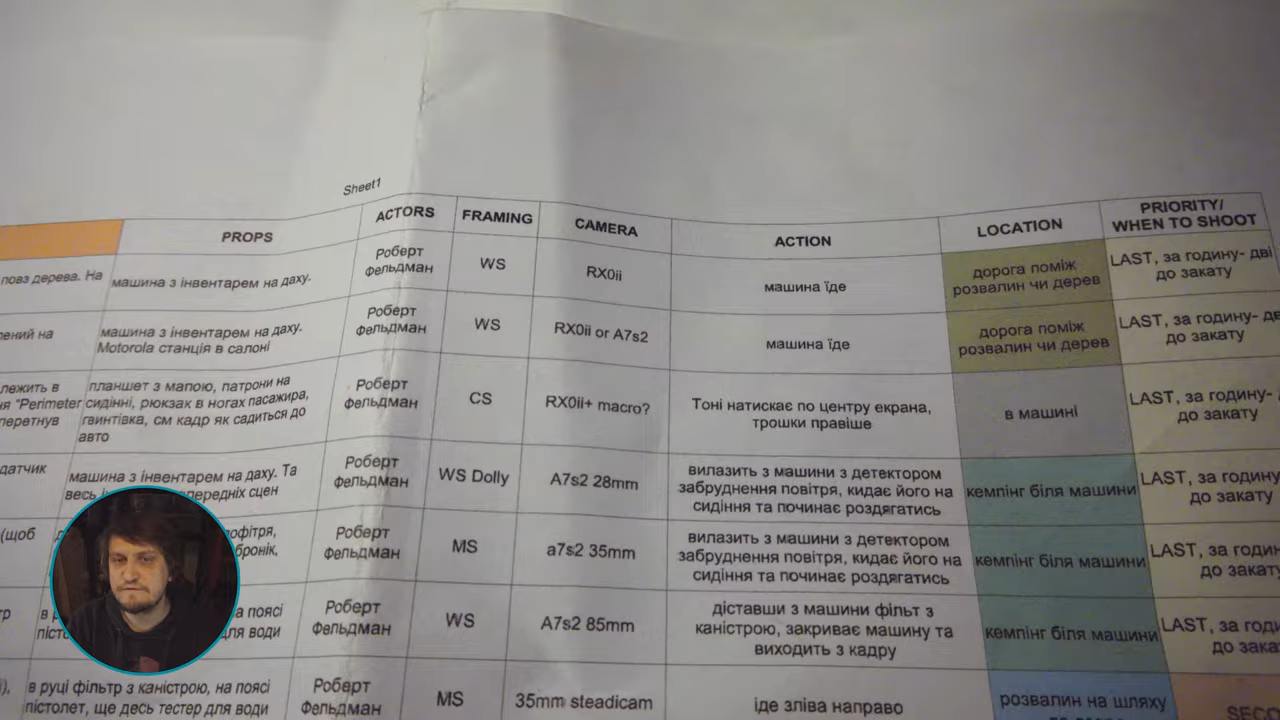 Sheet1
PROPS
ACTORS
FRAMING
CAMERA
ACTION
LOCATION
PRIORITY/
WHEN TO SHOOT
повз дерева. На
машина з інвентарем на даху.
Роберт
Фельдман
WS
RX0ii
машина їде
дорога поміж
розвалин чи дерев
LAST, за годину- дві
до закату
машина з інвентарем на даху.
Motorola станція в салоні
Роберт
Фельдман
WS
RX0ii or A7s2
машина їде
дорога поміж
розвалин чи дерев
LAST, за годину-
до закату
лежить в
"Perimeter
перетнув
планшет з мапою, патрони на
сидінні, рюкзак в ногах пасажира,
гвинтівка, см кадр як садиться до
авто
Роберт
Фельдман
CS
RX0ii+ macro?
Тоні натискає по центру екрана,
трошки правіше
в машині
LAST, за годину-
до закату
датчик
машина з інвентарем на даху. Та
весь
Роберт
Фельдман
WS Dolly
A7s2 28mm
вилазить з машини з детектором
забруднення повітря, кидає його на
сидіння та починає роздягатись
кемпінг біля машини
LAST, за годину
до закату
(щоб
Роберт
Фельдман
MS
a7s2 35mm
вилазить з машини з детектором
забруднення повітря, кидає його на
сидіння та починає роздягатись
кемпінг біля машини
LAST, за
до закату
поясі
для води
Роберт
Фельдман
WS
A7s2 85mm
діставши з машини фільт з
каністрою, закриває машину та
виходить з кадру
кемпінг біля машини
LAST, за
до
в руці фільтр з каністрою, на поясі
пістолет, ще десь тестер для води
Роберт
Фельдман
MS
35mm steadicam
іде зліва направо
розвалин на шляху